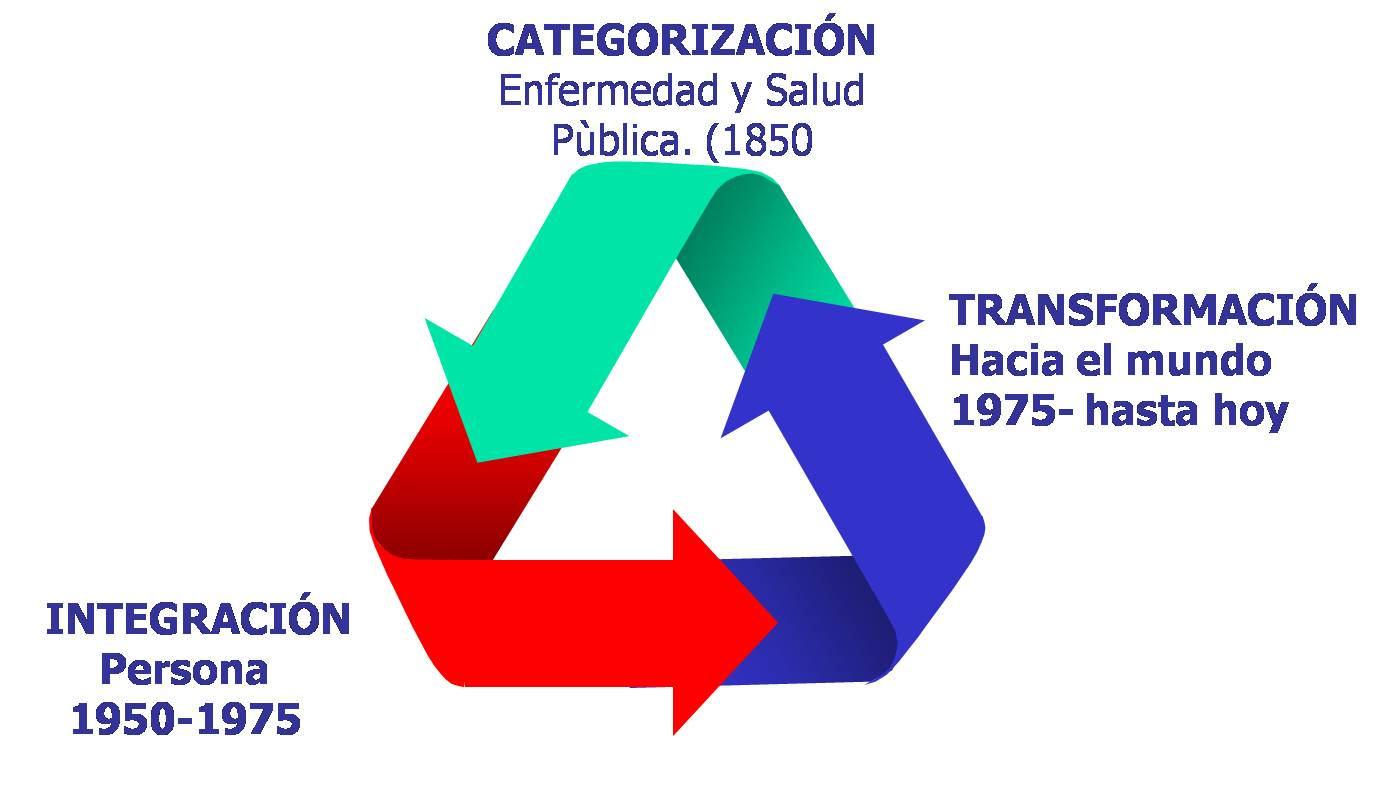 CATEGORIZACIÓN
Enfermedad y Salud
Pùblica. (1850
TRANSFORMACIÓN
Hacia el mundo
1975- hasta hoy
INTEGRACIÓN
Persona
1950-1975